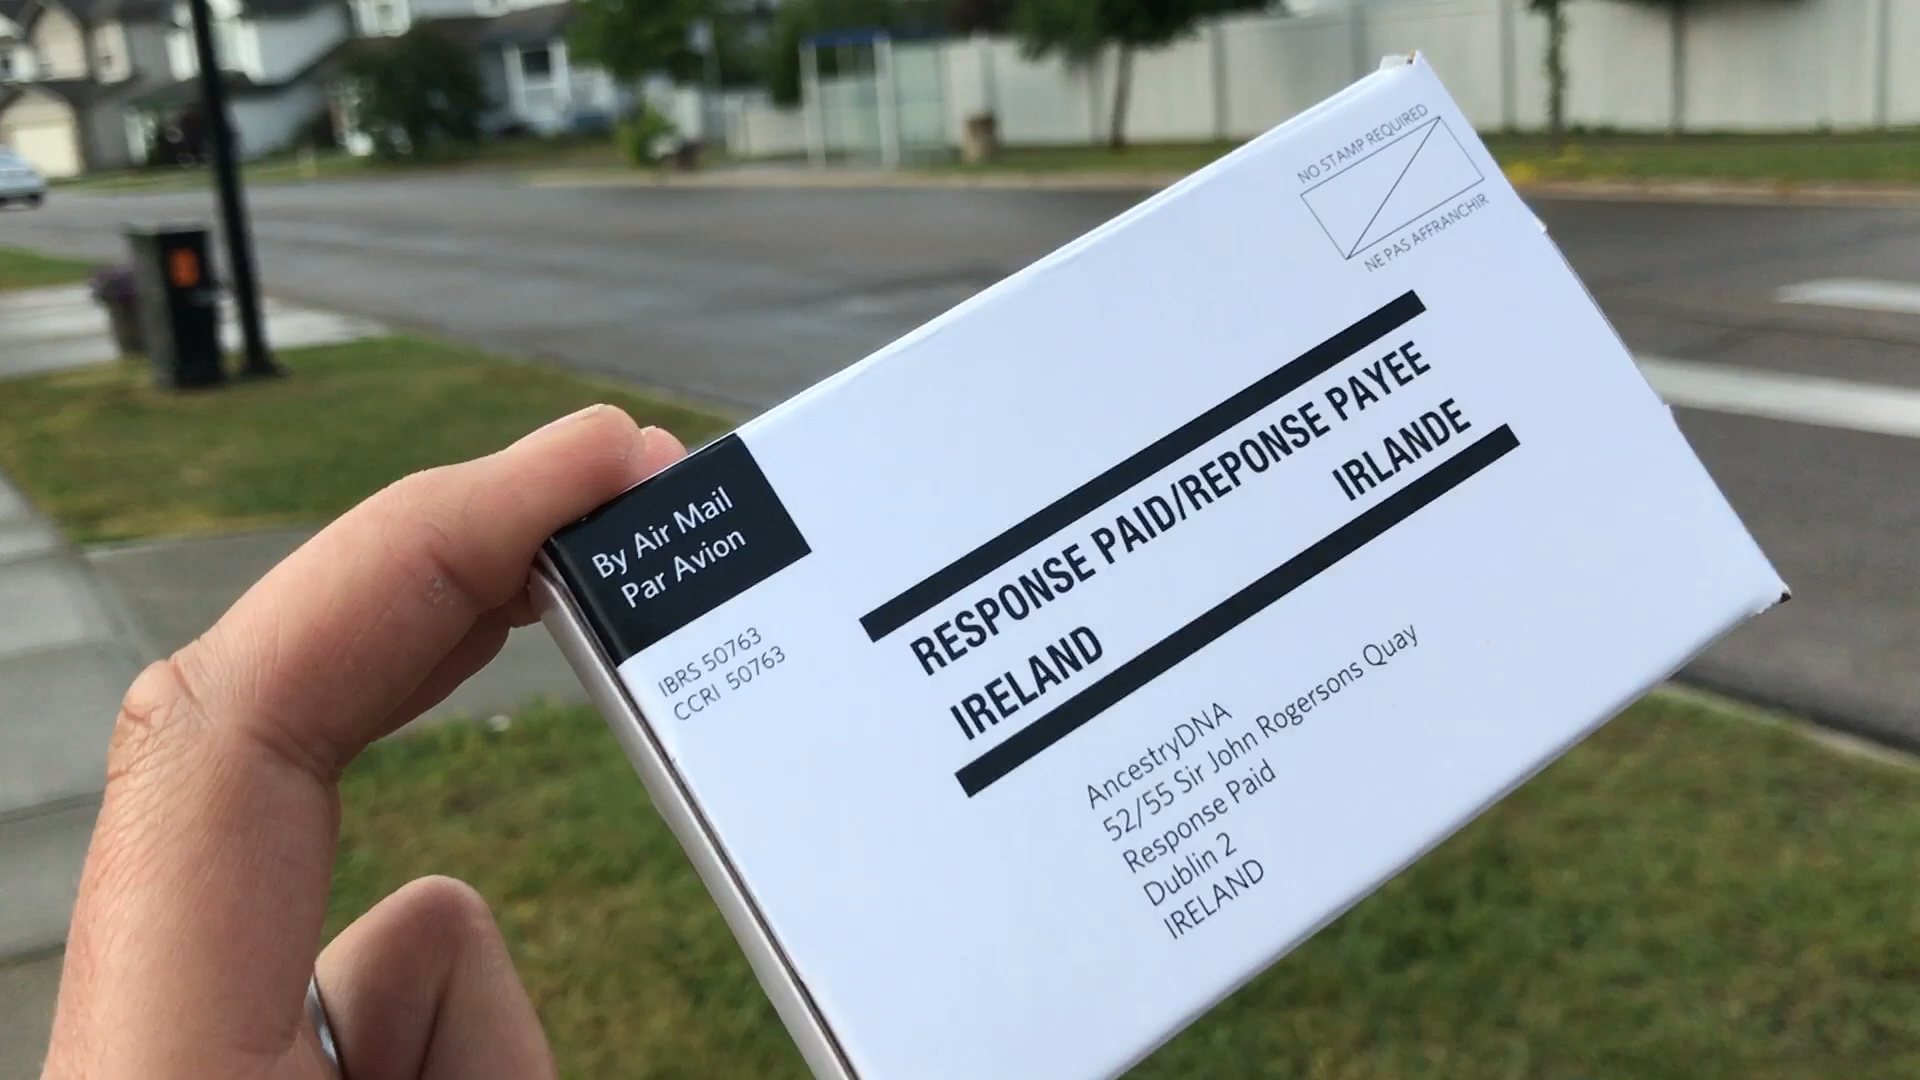 NO STAMP REQUIRED
NE PAS AFFRANCHIR
By Air Mail
Par Avion
IBRS 50763
CCRI 50763
RESPONSE PAID/REPONSE PAYEE
IRELAND IRLANDE
AncestryDNA
52/55 Sir John Rogersons Quay
Response Paid
Dublin 2
IRELAND